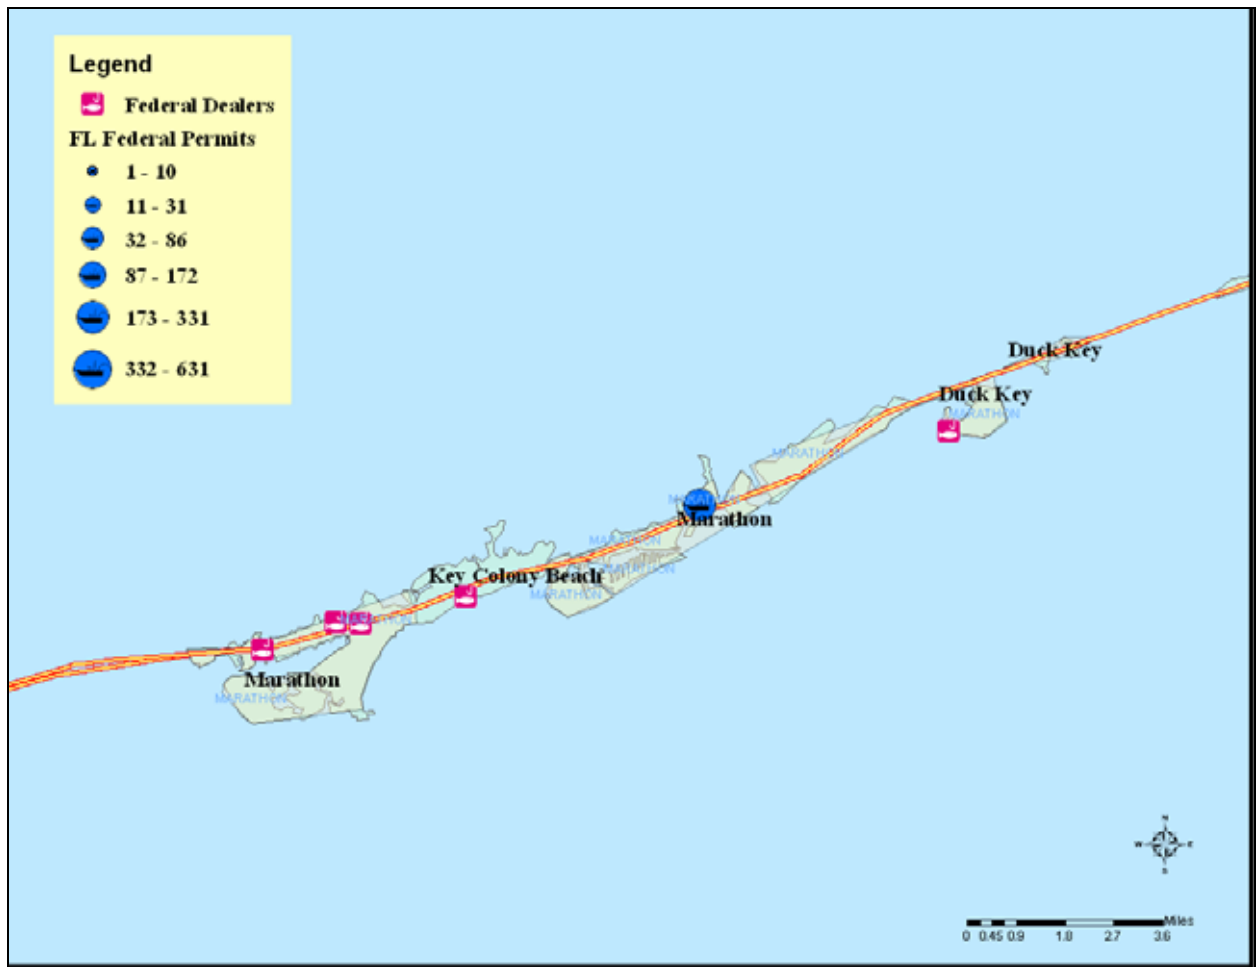 Legend
Federal Dealers
FL Federal Permits
1 - 10
11 - 31
32 - 86
87 - 172
173 - 331
332 - 631
Duck Key
Duck Key
MARATHON
MARATHON
MARATHON
Marathon
MARATHON
Key Colony Beach
MARATHON
MARATHON
MARATHON
Marathon
MARATHON
N
W E
S
Miles
0 0.45 0.9 1.8 2.7 3.6